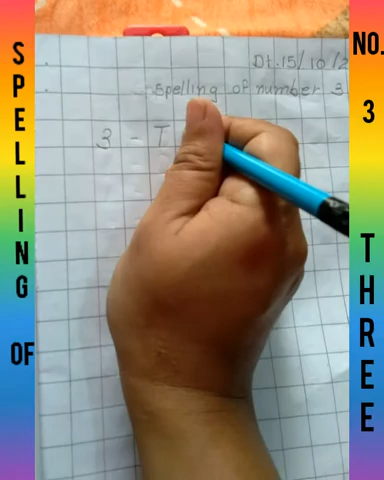 SPELLING OF
NO. 3 THREE
Dt. 15/10/2
Spelling of number 3
3 - T